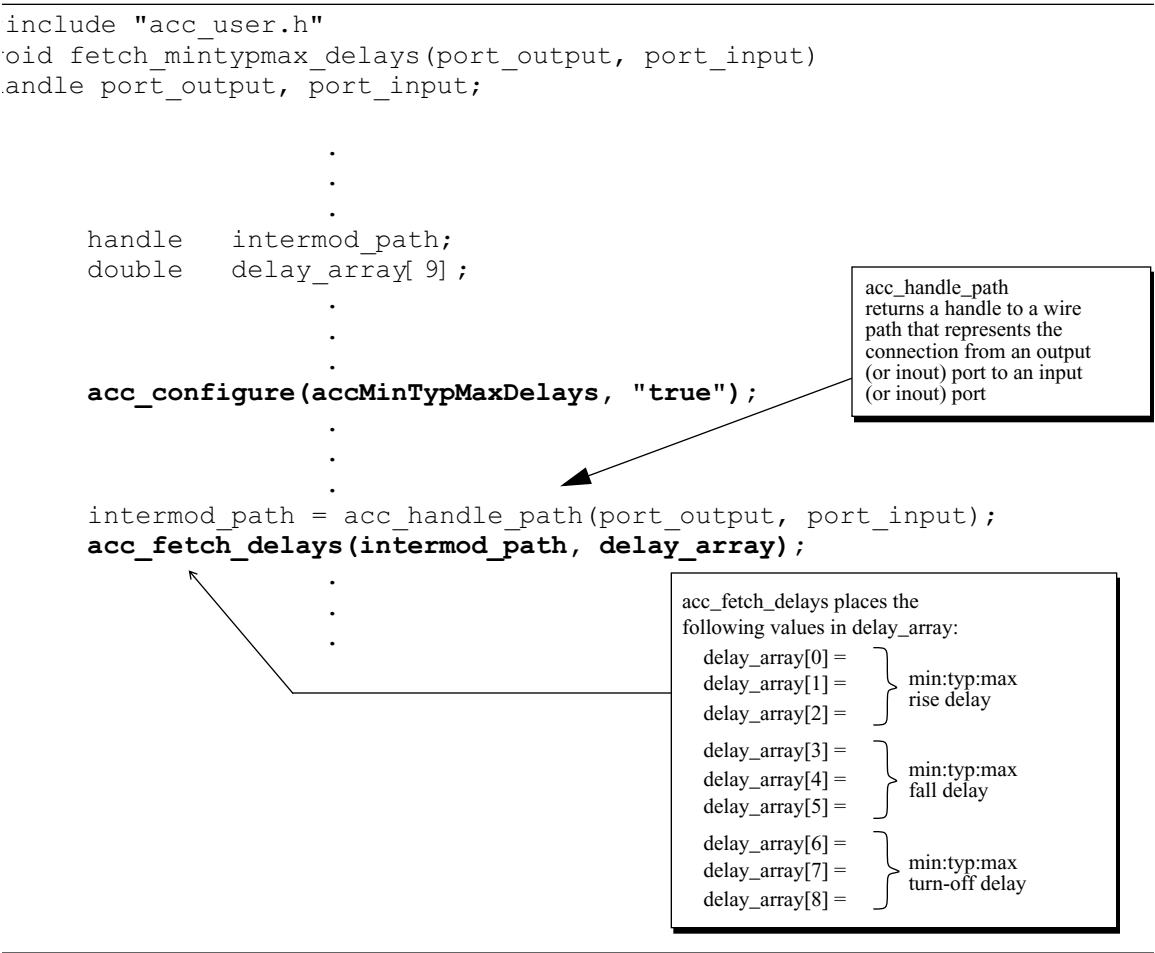 include "acc_user.h"
oid fetch_mintypmax_delays(port_output, port_input)
andle port_output, port_input;
.
.
.
handle intermod_path;
double delay_array[ 9] ;
.
.
.
acc_configure(accMinTypMaxDelays, "true");
.
.
.
intermod_path = acc_handle_path(port_output, port_input);
acc_fetch_delays(intermod_path, delay_array);
.
.
.
acc_handle_path
returns a handle to a wire
path that represents the
connection from an output
(or inout) port to an input
(or inout) port
acc_fetch_delays places the
following values in delay_array:
delay_array[0] =
delay_array[1] =
delay_array[2] =
min:typ:max
rise delay
delay_array[3] =
delay_array[4] =
delay_array[5] =
min:typ:max
fall delay
delay_array[6] =
delay_array[7] =
delay_array[8] =
min:typ:max
turn-off delay